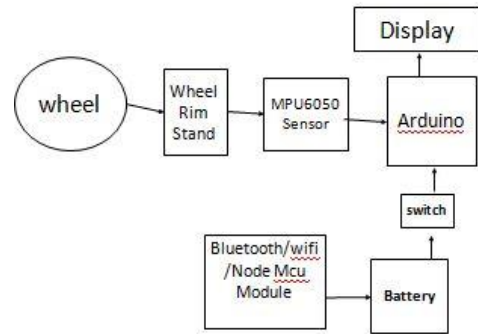 Display
wheel
Wheel
Rim
Stand
MPU6050
Sensor
Arduino
switch
Bluetooth/wifi
/Node Mcu
Module
Battery